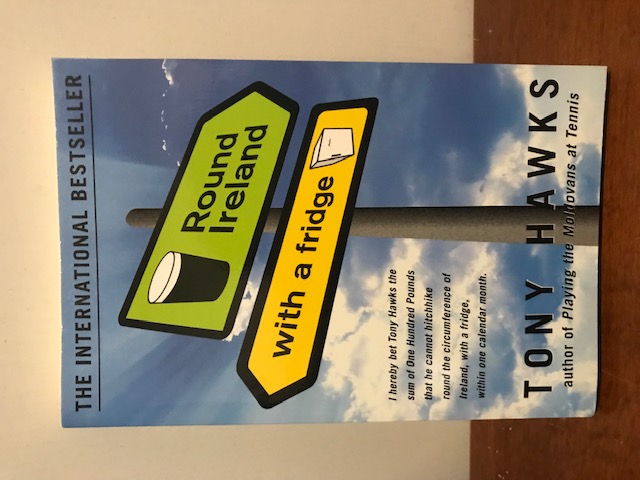 THE INTERNATIONAL BESTSELLER
Round
Ireland
with a fridge
I hereby bet Tony Hawks the
sum of One Hundred Pounds
that he cannot hitchhike
round the circumference of
Ireland, with a fridge,
within one calendar month.
TONY HAWKS
author of Playing the Moldovans at Tennis